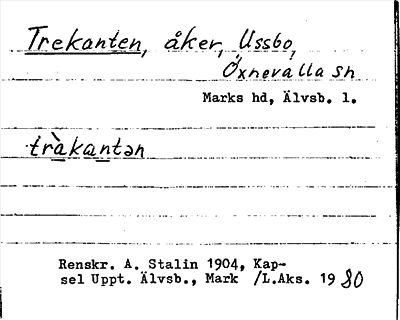 Trekanten, åker, Ussbo,
Öxnevalla sn
Marks hd, Älvsb. l.
tràkantən
Renskr. A. Stalin 1904, Kap-
sel Uppt. Älvsb., Mark /L.Aks. 1980